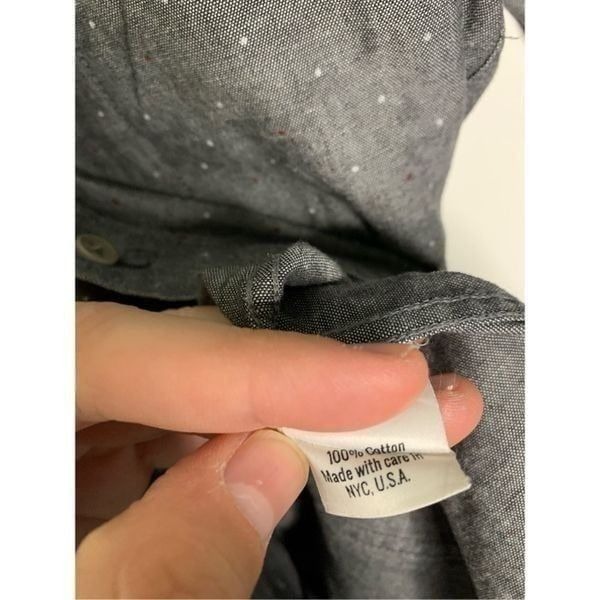 100% Cotton
Made with care in
NYC, U.S.A.